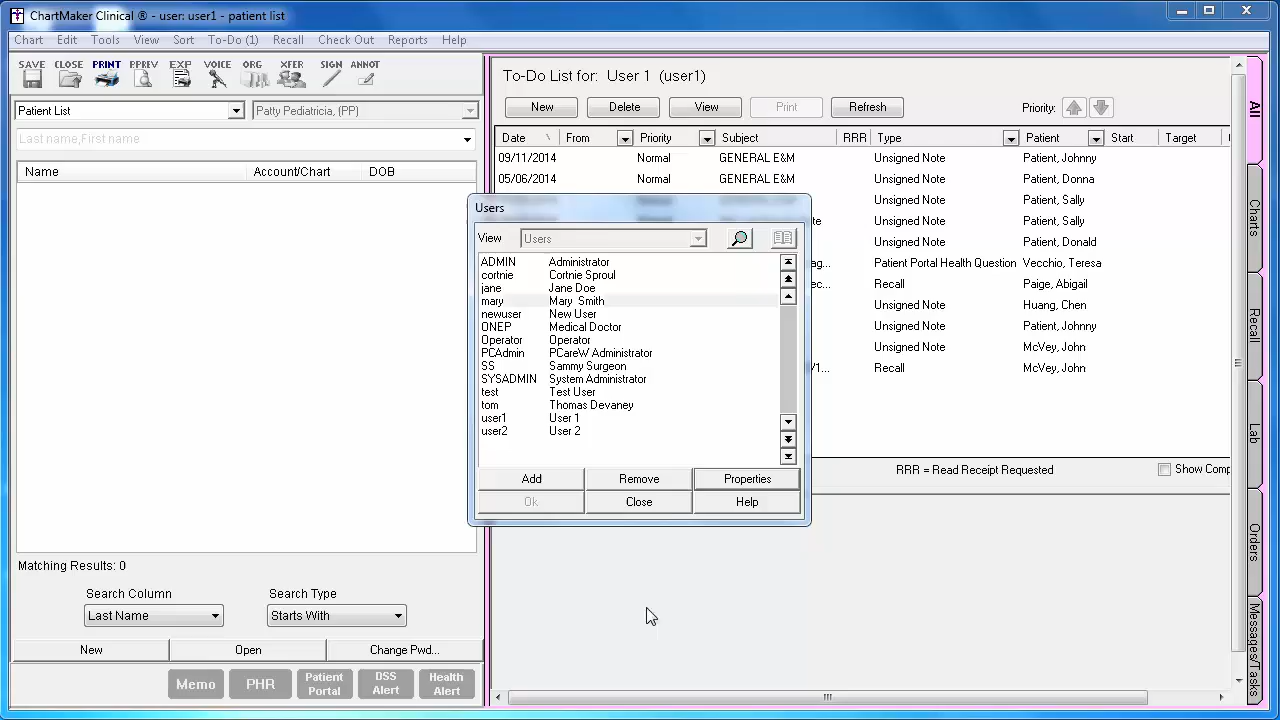 ChartMaker Clinical ® - user: user1 - patient list
Chart Edit Tools View Sort To-Do (1) Recall Check Out Reports Help
SAVE CLOSE PRINT PPREV EXP VOICE ORG XFER SIGN ANNOT
Patient List Patty Pediatricia, (PP)
Last name,First name
Name Account/Chart DOB
Matching Results: 0
Search Column Search Type
Last Name Starts With
New Open Change Pwd...
Memo PHR Patient Portal DSS Alert Health Alert
To-Do List for: User 1 (user1)
New Delete View Print Refresh Priority:
Date From Priority Subject RRR Type Patient Start Target
09/11/2014 Normal GENERAL E&M Unsigned Note Patient, Johnny
05/06/2014 Normal GENERAL E&M Unsigned Note Patient, Donna
Unsigned Note Patient, Sally
Unsigned Note Patient, Sally
Unsigned Note Patient, Donald
Patient Portal Health Question Vecchio, Teresa
Recall Paige, Abigail
Unsigned Note Huang, Chen
Unsigned Note Patient, Johnny
Unsigned Note McVey, John
/1... Recall McVey, John
RRR = Read Receipt Requested Show Comp
Users
View Users
ADMIN Administrator
cortnie Cortnie Sproul
jane Jane Doe
mary Mary Smith
newuser New User
ONEP Medical Doctor
Operator Operator
PCAdmin PCareW Administrator
SS Sammy Surgeon
SYSADMIN System Administrator
test Test User
tom Thomas Devaney
user1 User 1
user2 User 2
Add Remove Properties
Ok Close Help
All
Charts
Recall
Lab
Orders
Messages/Tasks